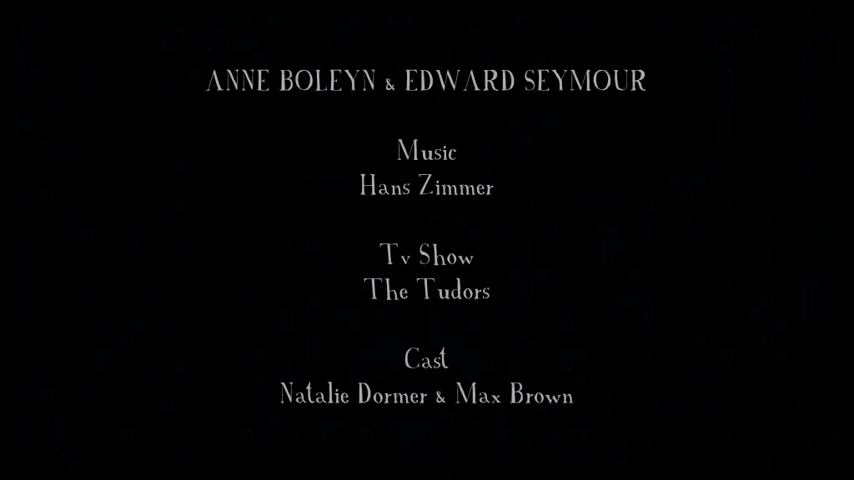 ANNE BOLEYN & EDWARD SEYMOUR
Music
Hans Zimmer
Tv Show
The Tudors
Cast
Natalie Dormer & Max Brown